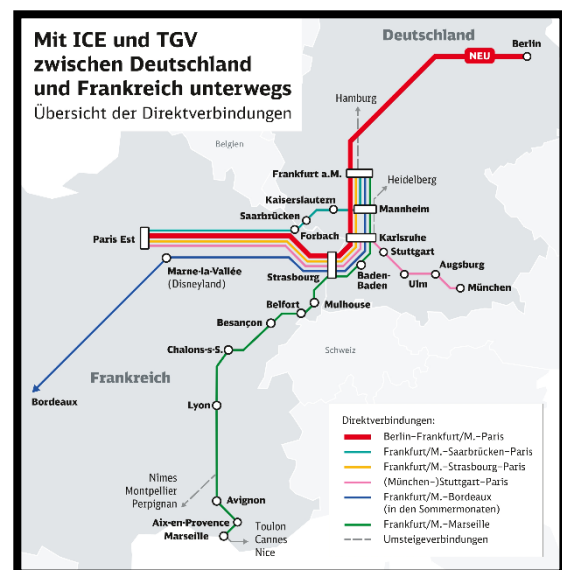 Mit ICE und TGV
zwischen Deutschland
und Frankreich unterwegs
Übersicht der Direktverbindungen
Deutschland
Berlin
NEU
Hamburg
Belgien
Frankfurt a.M.
Heidelberg
Kaiserslautern
Mannheim
Saarbrücken
Forbach
Karlsruhe
Paris Est
Stuttgart
Marne-la-Vallée
(Disneyland)
Strasbourg
Baden-
Baden
Augsburg
Ulm
München
Belfort
Mulhouse
Besançon
Chalons-s-S.
Schweiz
Frankreich
Bordeaux
Lyon
Nîmes
Montpellier
Perpignan
Avignon
Aix-en-Provence
Marseille
Toulon
Cannes
Nice
Direktverbindungen:
Berlin–Frankfurt/M.–Paris
Frankfurt/M.–Saarbrücken–Paris
Frankfurt/M.–Strasbourg–Paris
(München–)Stuttgart–Paris
Frankfurt/M.–Bordeaux
(in den Sommermonaten)
Frankfurt/M.–Marseille
Umsteigeverbindungen